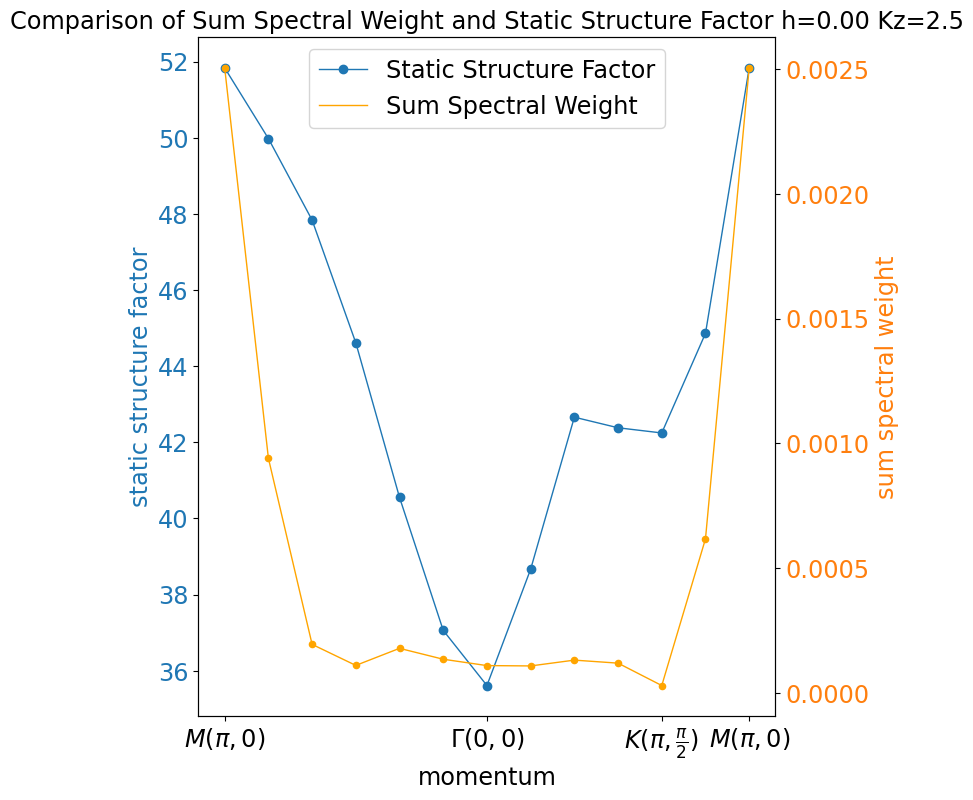 Comparison of Sum Spectral Weight and Static Structure Factor h=0.00 Kz=2.5
Static Structure Factor
Sum Spectral Weight
52
50
48
46
44
42
40
38
36
static structure factor
0.0025
0.0020
0.0015
0.0010
0.0005
0.0000
sum spectral weight
M(π, 0) Γ(0, 0) K(π, π/2) M(π, 0)
momentum